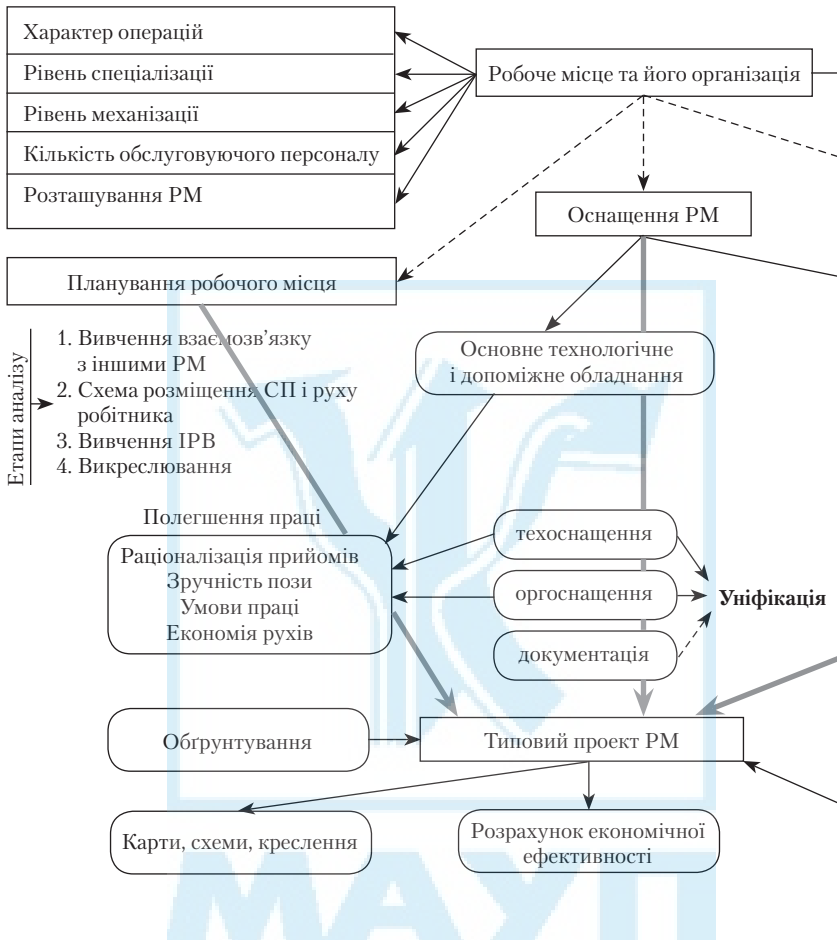 Характер операцій
Рівень спеціалізації
Рівень механізації
Кількість обслуговуючого персоналу
Розташування РМ
Робоче місце та його організація
Оснащення РМ
Планування робочого місця
Етапи аналізу
1. Вивчення взаємозв’язку
з іншими РМ
2. Схема розміщення СП і руху
робітника
3. Вивчення ІРВ
4. Викреслювання
Основне технологічне
і допоміжне обладнання
Полегшення праці
Раціоналізація прийомів
Зручність пози
Умови праці
Економія рухів
техоснащення
оргоснащення
документація
Уніфікація
Обґрунтування
Типовий проект РМ
Карти, схеми, креслення
Розрахунок економічної
ефективності
МАУП